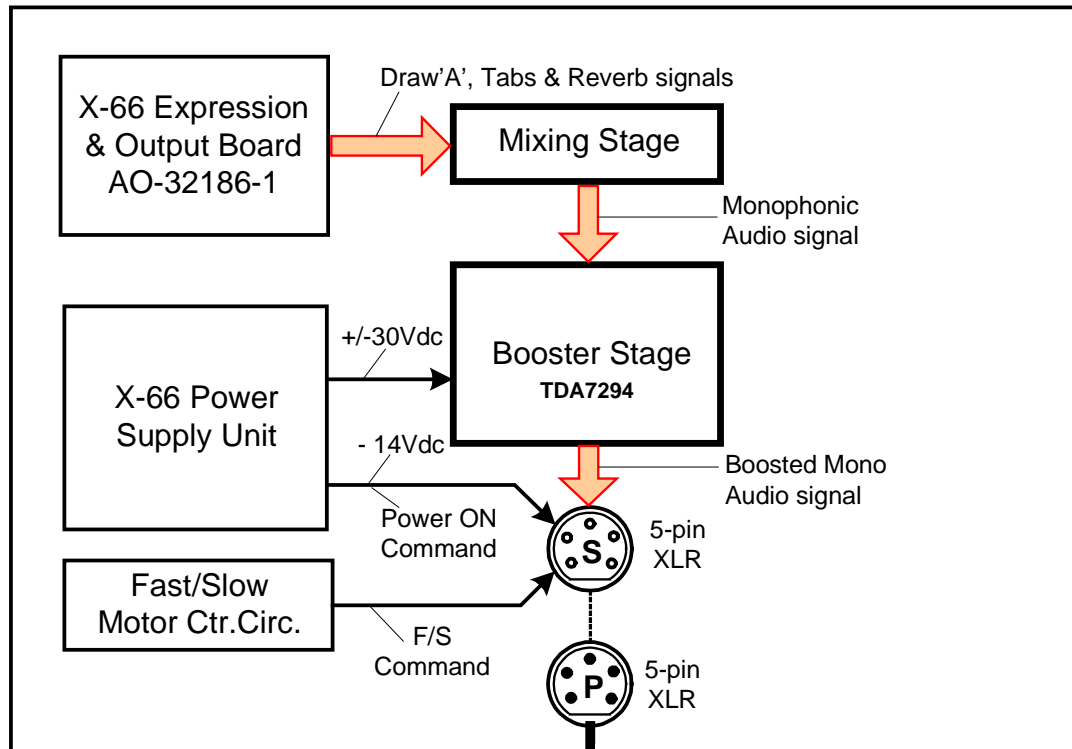 Draw'A', Tabs & Reverb signals
X-66 Expression
& Output Board
AO-32186-1
Mixing Stage
Monophonic
Audio signal
+/-30Vdc
Booster Stage
TDA7294
X-66 Power
Supply Unit
- 14Vdc
Boosted Mono
Audio signal
Power ON
Command
S
5-pin
XLR
Fast/Slow
Motor Ctr.Circ.
F/S
Command
P
5-pin
XLR